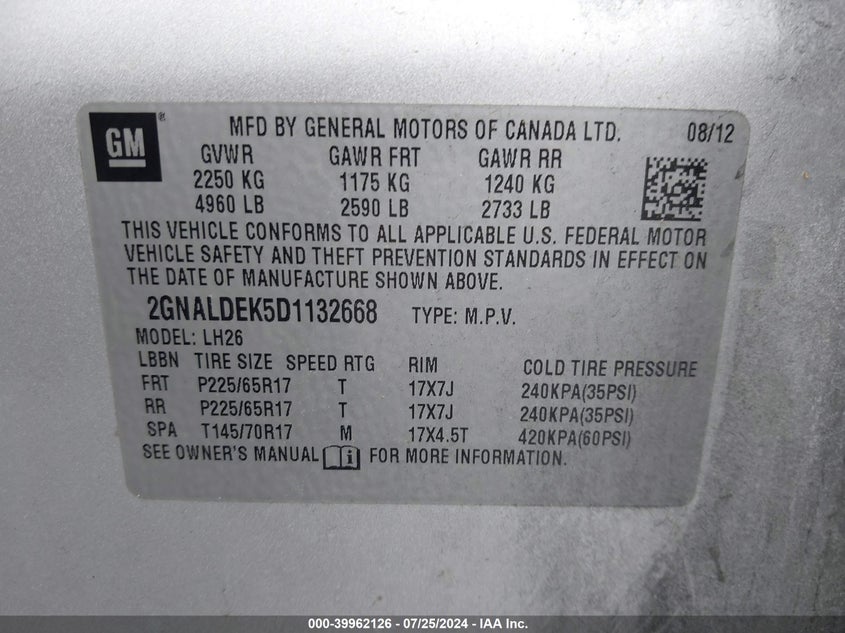 GM ® MFD BY GENERAL MOTORS OF CANADA LTD. 08/12
GVWR GAWR FRT GAWR RR
2250 KG 1175 KG 1240 KG
4960 LB 2590 LB 2733 LB
THIS VEHICLE CONFORMS TO ALL APPLICABLE U.S. FEDERAL MOTOR
VEHICLE SAFETY AND THEFT PREVENTION STANDARDS IN EFFECT ON
THE DATE OF MANUFACTURE SHOWN ABOVE.
2GNALDEK5D1132668 TYPE: M.P.V.
MODEL: LH26
LBBN TIRE SIZE SPEED RTG RIM COLD TIRE PRESSURE
FRT P225/65R17 T 17X7J 240KPA(35PSI)
RR P225/65R17 T 17X7J 240KPA(35PSI)
SPA T145/70R17 M 17X4.5T 420KPA(60PSI)
SEE OWNER'S MANUAL i FOR MORE INFORMATION.
000-39962126 - 07/25/2024 - IAA Inc.